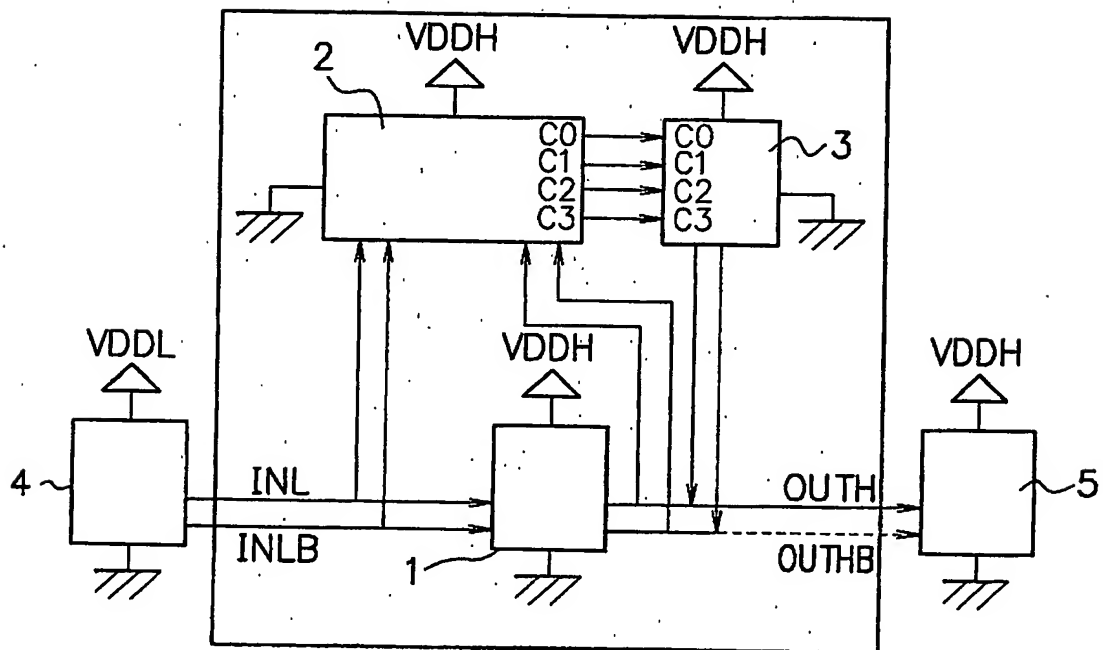 VDDH VDDH
2
C0 C0
C1 C1
C2 C2
C3 C3
3
VDDL VDDH VDDH
4
INL
INLB
1
OUTH
OUTHB
5